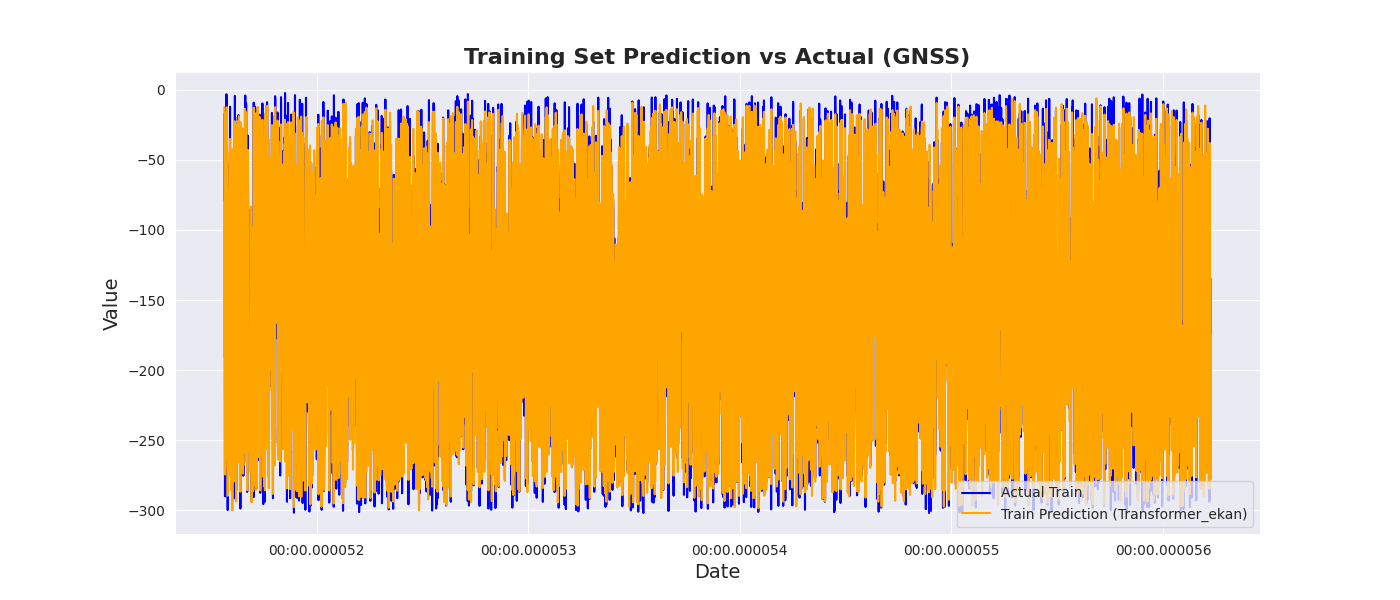 Training Set Prediction vs Actual (GNSS)
Value
0
−50
−100
−150
−200
−250
−300
Actual Train
Train Prediction (Transformer_ekan)
00:00.000052
00:00.000053
00:00.000054
00:00.000055
00:00.000056
Date